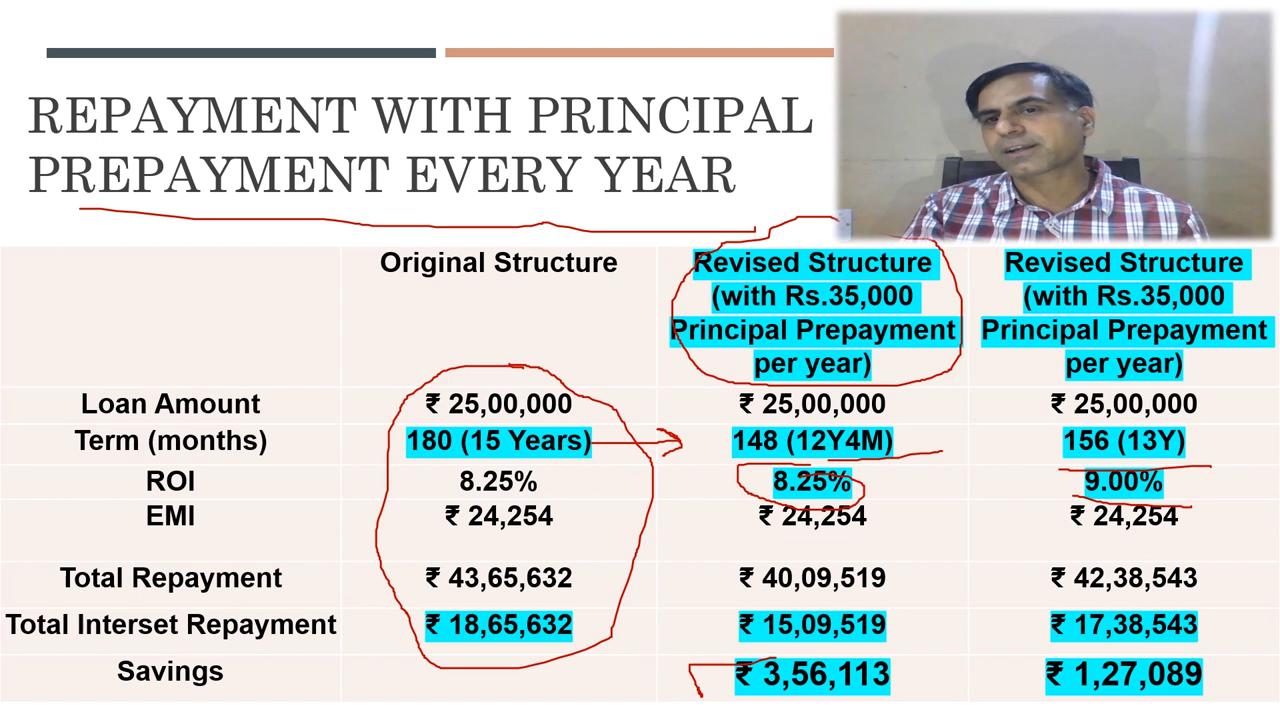 REPAYMENT WITH PRINCIPAL
PREPAYMENT EVERY YEAR
Original Structure
Revised Structure
(with Rs.35,000
Principal Prepayment
per year)
Revised Structure
(with Rs.35,000
Principal Prepayment
per year)
Loan Amount ₹ 25,00,000 ₹ 25,00,000 ₹ 25,00,000
Term (months) 180 (15 Years) 148 (12Y4M) 156 (13Y)
ROI 8.25% 8.25% 9.00%
EMI ₹ 24,254 ₹ 24,254 ₹ 24,254
Total Repayment ₹ 43,65,632 ₹ 40,09,519 ₹ 42,38,543
Total Interset Repayment ₹ 18,65,632 ₹ 15,09,519 ₹ 17,38,543
Savings ₹ 3,56,113 ₹ 1,27,089